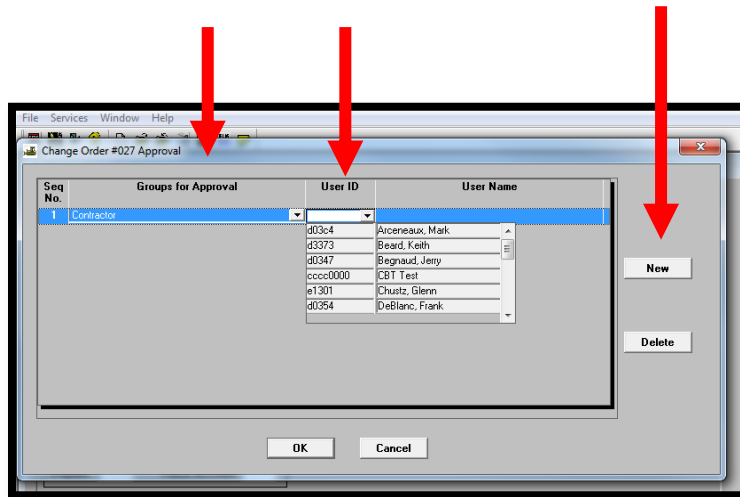 File Services Window Help
Change Order #027 Approval
Seq No. Groups for Approval User ID User Name
1 Contractor
d03c4 Arceneaux, Mark
d3373 Beard, Keith
d0347 Begnaud, Jerry
cccc0000 CBT Test
e1301 Chustz, Glenn
d0354 DeBlanc, Frank
New
Delete
OK Cancel